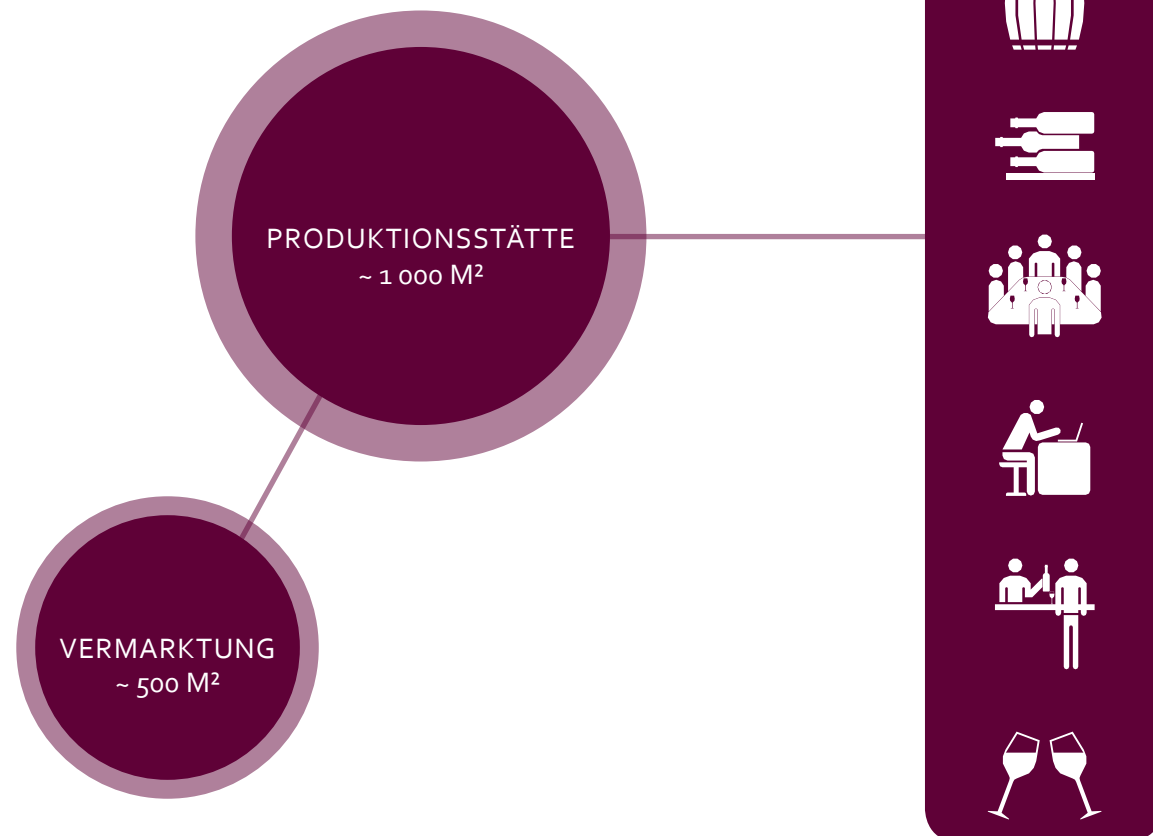 PRODUKTIONSSTÄTTE
~ 1 000 M²
VERMARKTUNG
~ 500 M²